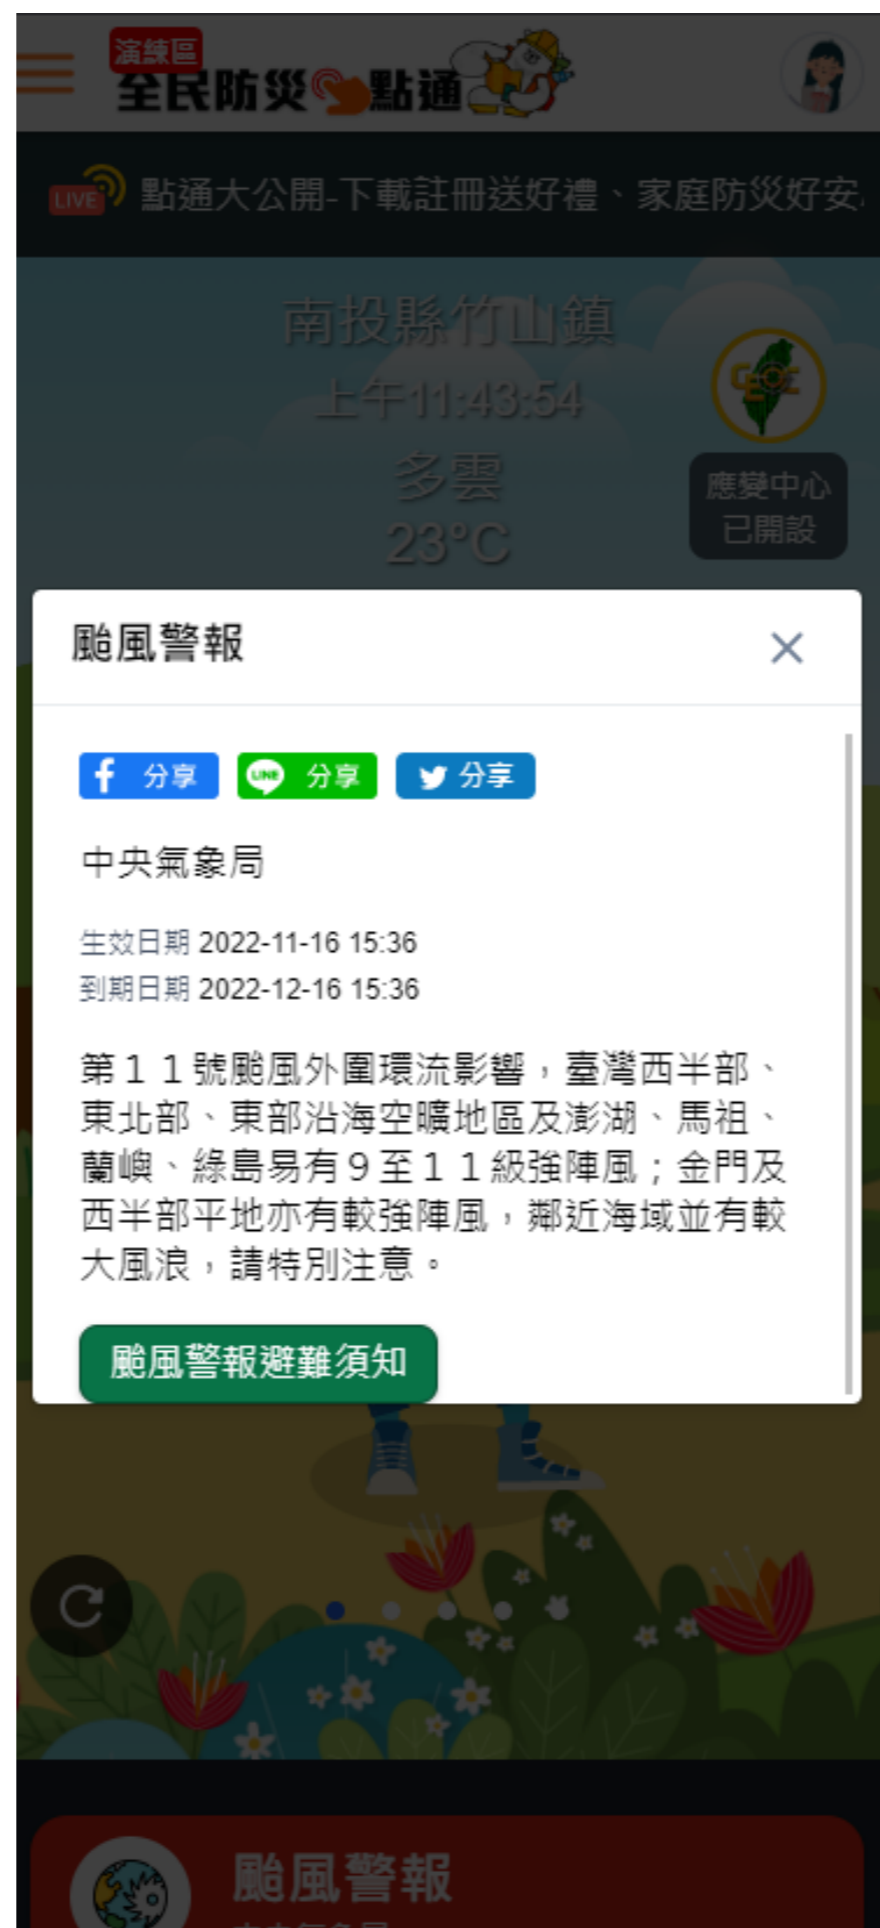 演練區
全民防災點通
LIVE 點通大公開-下載註冊送好禮、家庭防災好安
南投縣竹山鎮
上午11:43:54
多雲
23°C
CEOC
應變中心
已開設
颱風警報
分享 LINE 分享 分享
中央氣象局
生效日期 2022-11-16 15:36
到期日期 2022-12-16 15:36
第１１號颱風外圍環流影響，臺灣西半部、
東北部、東部沿海空曠地區及澎湖、馬祖、
蘭嶼、綠島易有９至１１級強陣風；金門及
西半部平地亦有較強陣風，鄰近海域並有較
大風浪，請特別注意。
颱風警報避難須知
颱風警報